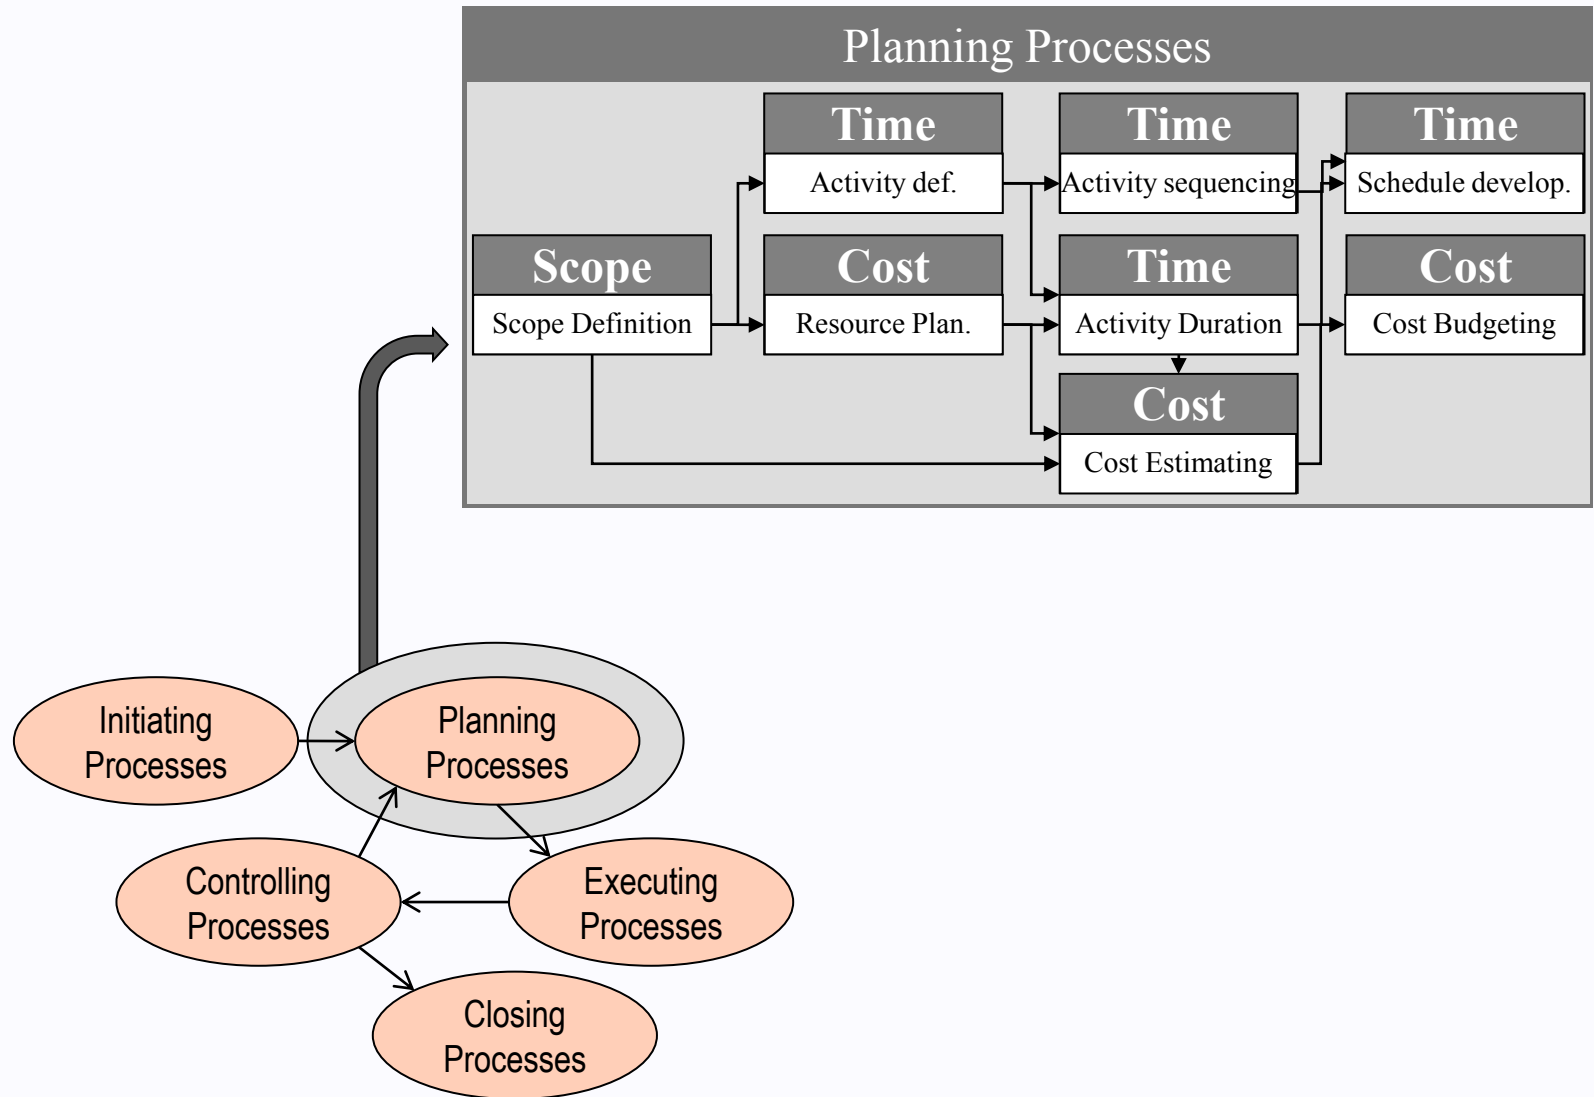 Planning Processes
Time
Activity def.
Time
Activity sequencing
Time
Schedule develop.
Scope
Scope Definition
Cost
Resource Plan.
Time
Activity Duration
Cost
Cost Budgeting
Cost
Cost Estimating
Initiating
Processes
Planning
Processes
Controlling
Processes
Executing
Processes
Closing
Processes